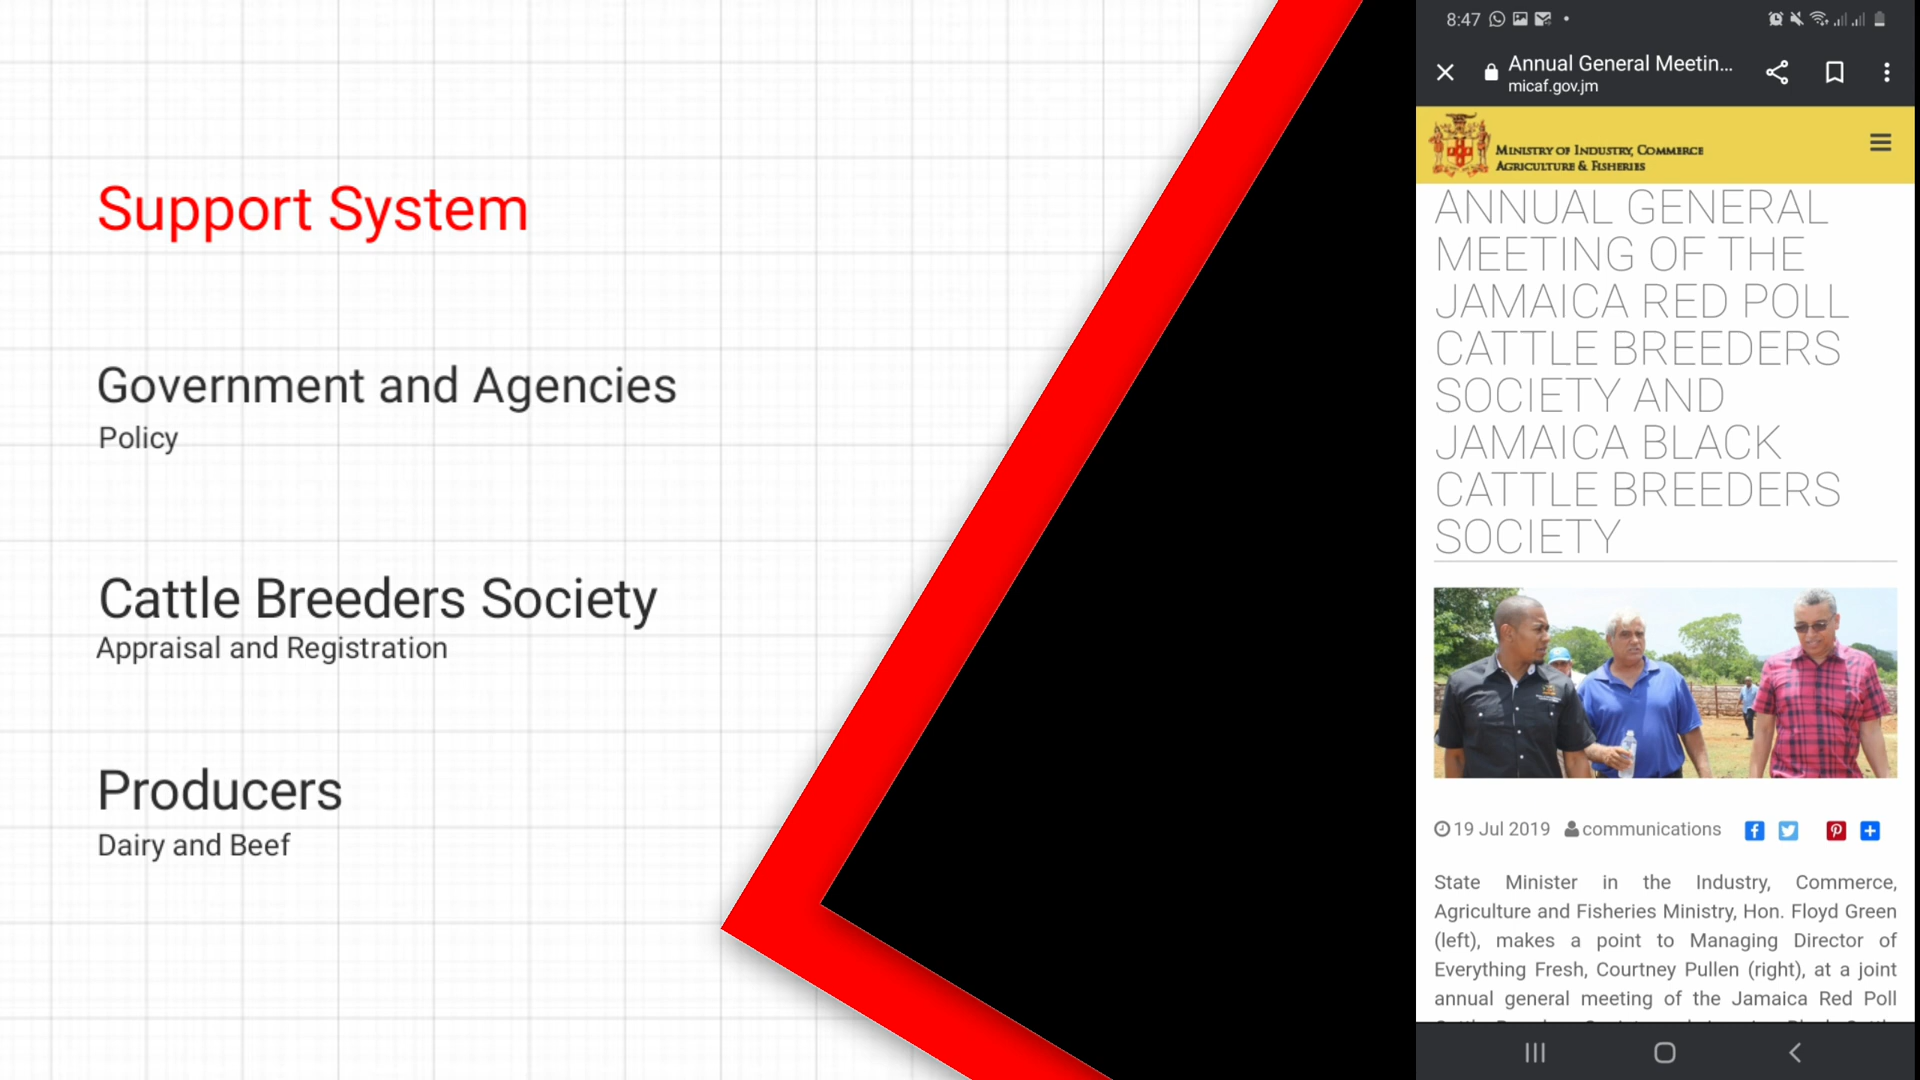 Support System
Government and Agencies
Policy
Cattle Breeders Society
Appraisal and Registration
Producers
Dairy and Beef
8:47
Annual General Meetin...
micaf.gov.jm
MINISTRY OF INDUSTRY, COMMERCE
AGRICULTURE & FISHERIES
ANNUAL GENERAL
MEETING OF THE
JAMAICA RED POLL
CATTLE BREEDERS
SOCIETY AND
JAMAICA BLACK
CATTLE BREEDERS
SOCIETY
19 Jul 2019 communications
State Minister in the Industry, Commerce,
Agriculture and Fisheries Ministry, Hon. Floyd Green
(left), makes a point to Managing Director of
Everything Fresh, Courtney Pullen (right), at a joint
annual general meeting of the Jamaica Red Poll